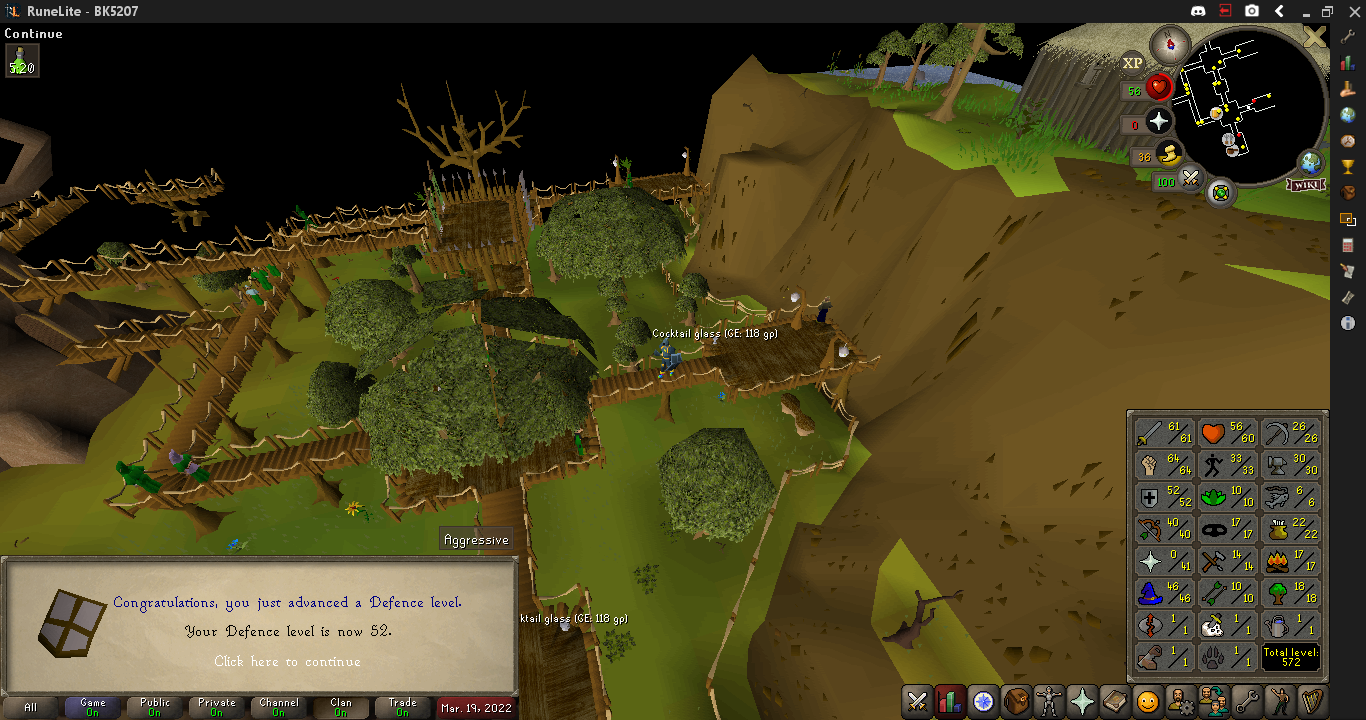 RuneLite - BK5207
Continue
5:20
XP
56
0
36
100
WIKI
Cocktail glass (GE: 118 gp)
Aggressive
Congratulations, you just advanced a Defence level.
Your Defence level is now 52.
Click here to continue
ktail glass (GE: 118 gp)
61/61 56/60 26/26
64/64 33/33 30/30
52/52 10/10 6/6
40/40 17/17 22/22
0/41 14/14 17/17
46/46 10/10 18/18
1/1 1/1 1/1
1/1 1/1 Total level:
572
All Game Public Private Channel Clan Trade Mar. 19, 2022
On On On On On On